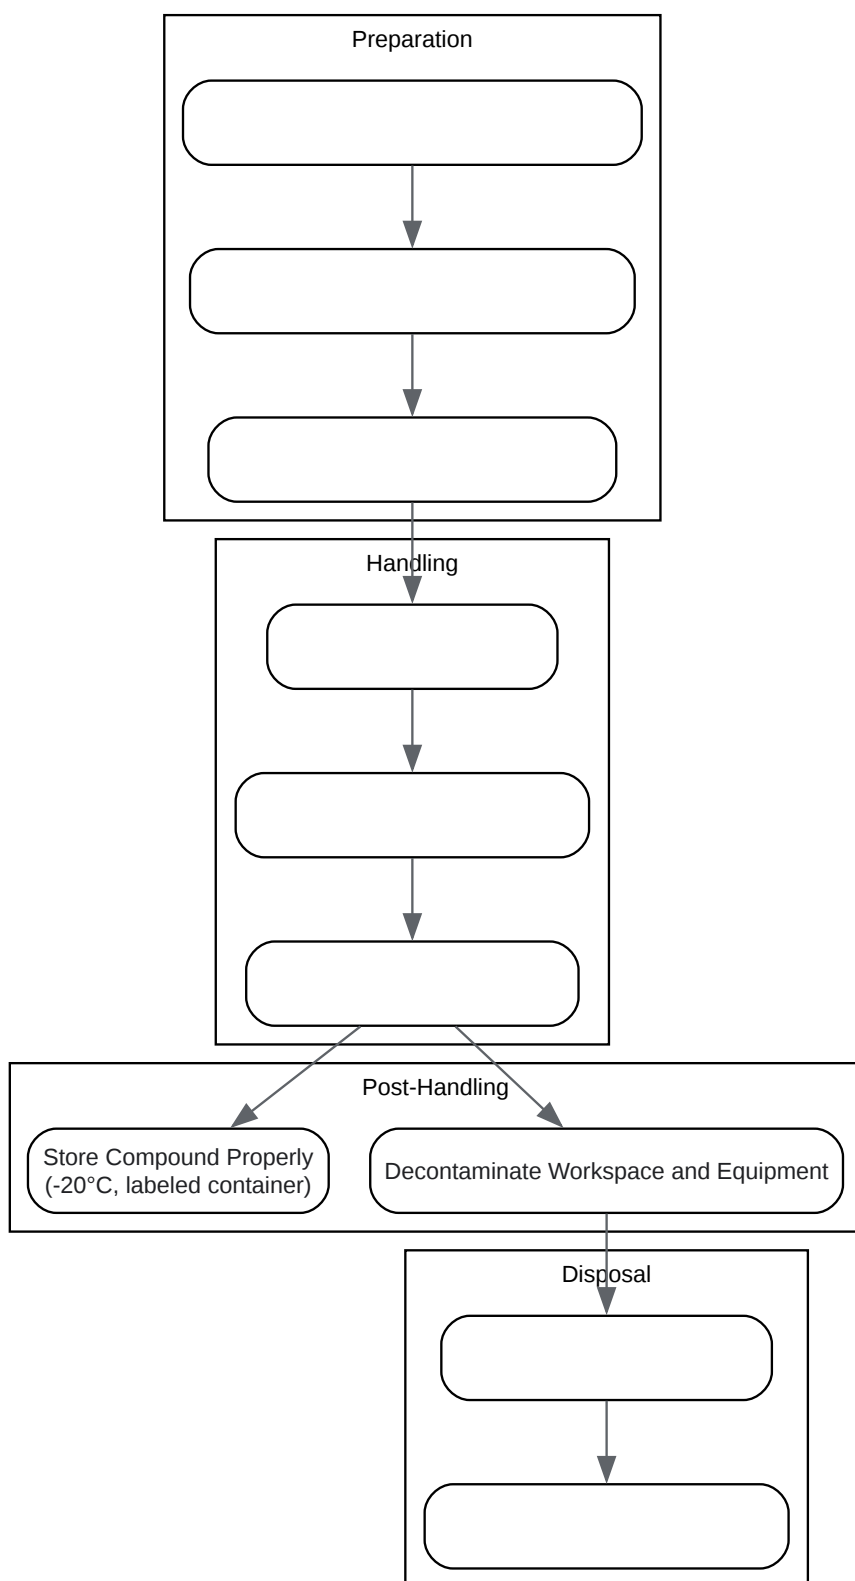 Preparation
Handling
Post-Handling
Store Compound Properly
(-20°C, labeled container)
Decontaminate Workspace and Equipment
Disposal